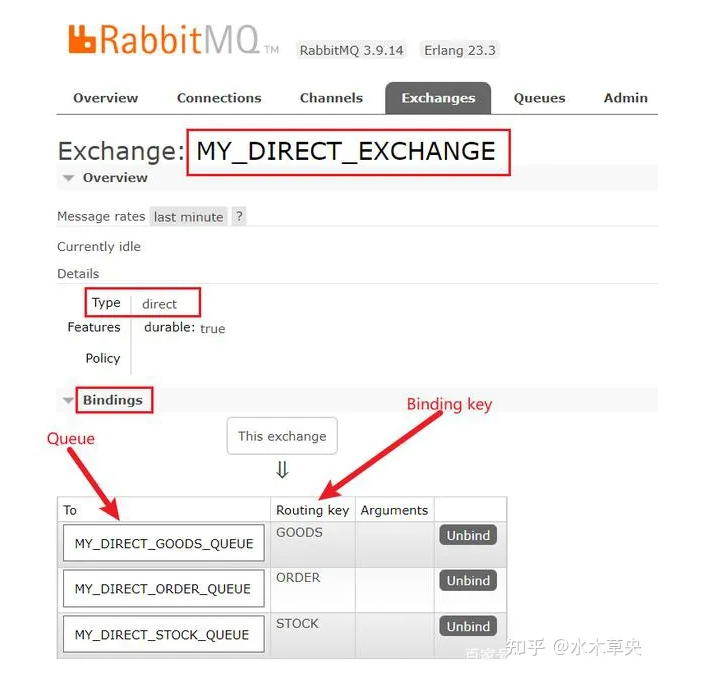 RabbitMQ TM RabbitMQ 3.9.14 Erlang 23.3
Overview Connections Channels Exchanges Queues Admin
Exchange: MY_DIRECT_EXCHANGE
Overview
Message rates last minute ?
Currently idle
Details
Type direct
Features durable: true
Policy
Bindings
Binding key
Queue
This exchange
⇓
To Routing key Arguments
MY_DIRECT_GOODS_QUEUE GOODS Unbind
MY_DIRECT_ORDER_QUEUE ORDER Unbind
MY_DIRECT_STOCK_QUEUE STOCK Unbind
知乎 @水木草央